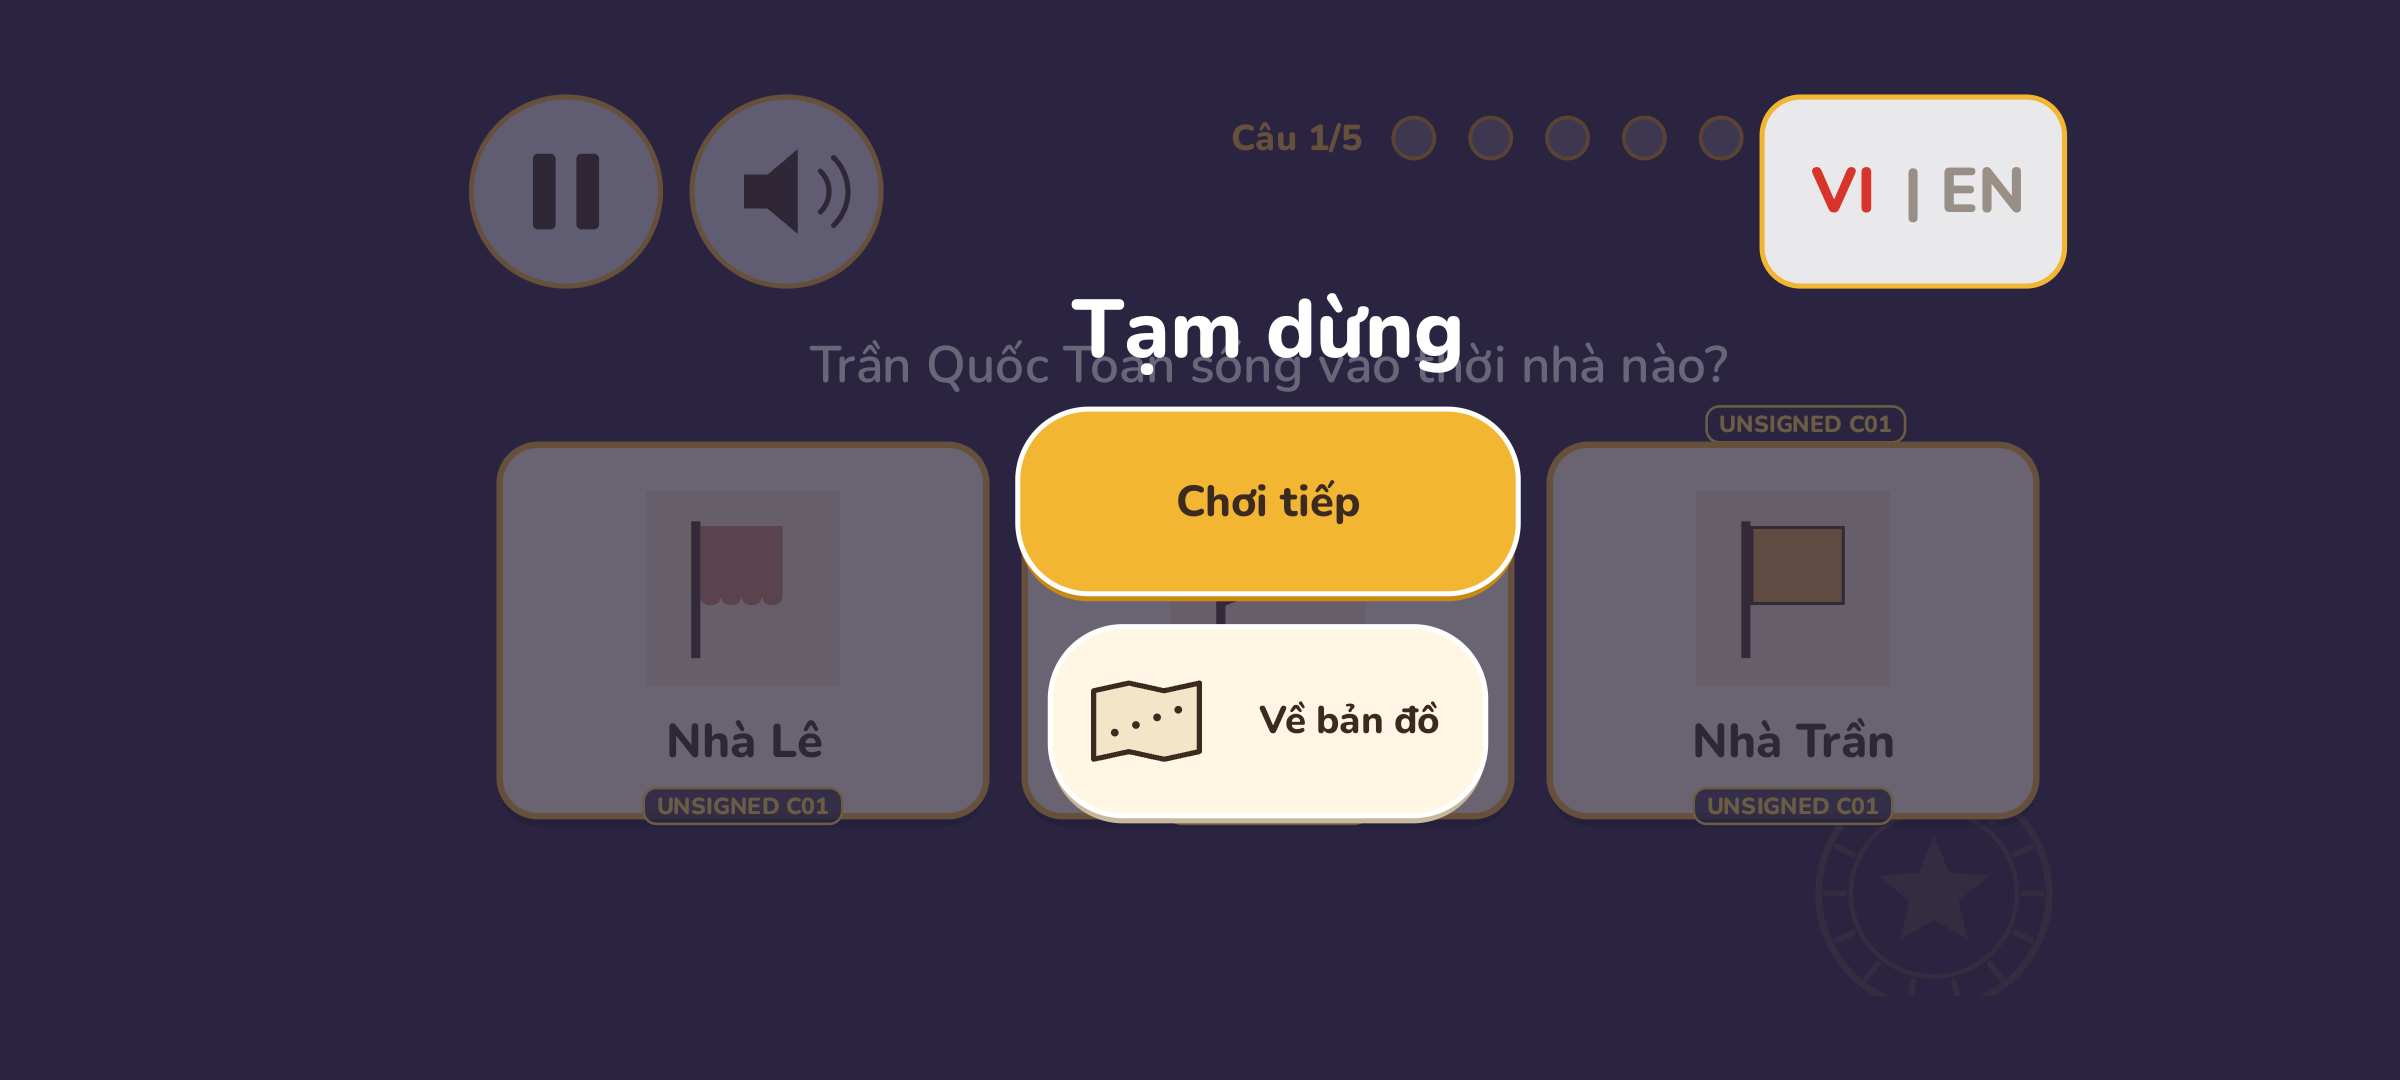 Câu 1/5
VI | EN
Tạm dừng
Trần Quốc Toản sống vào thời nhà nào?
UNSIGNED C01
Chơi tiếp
Về bản đồ
Nhà Lê
Nhà Trần
UNSIGNED C01
UNSIGNED C01